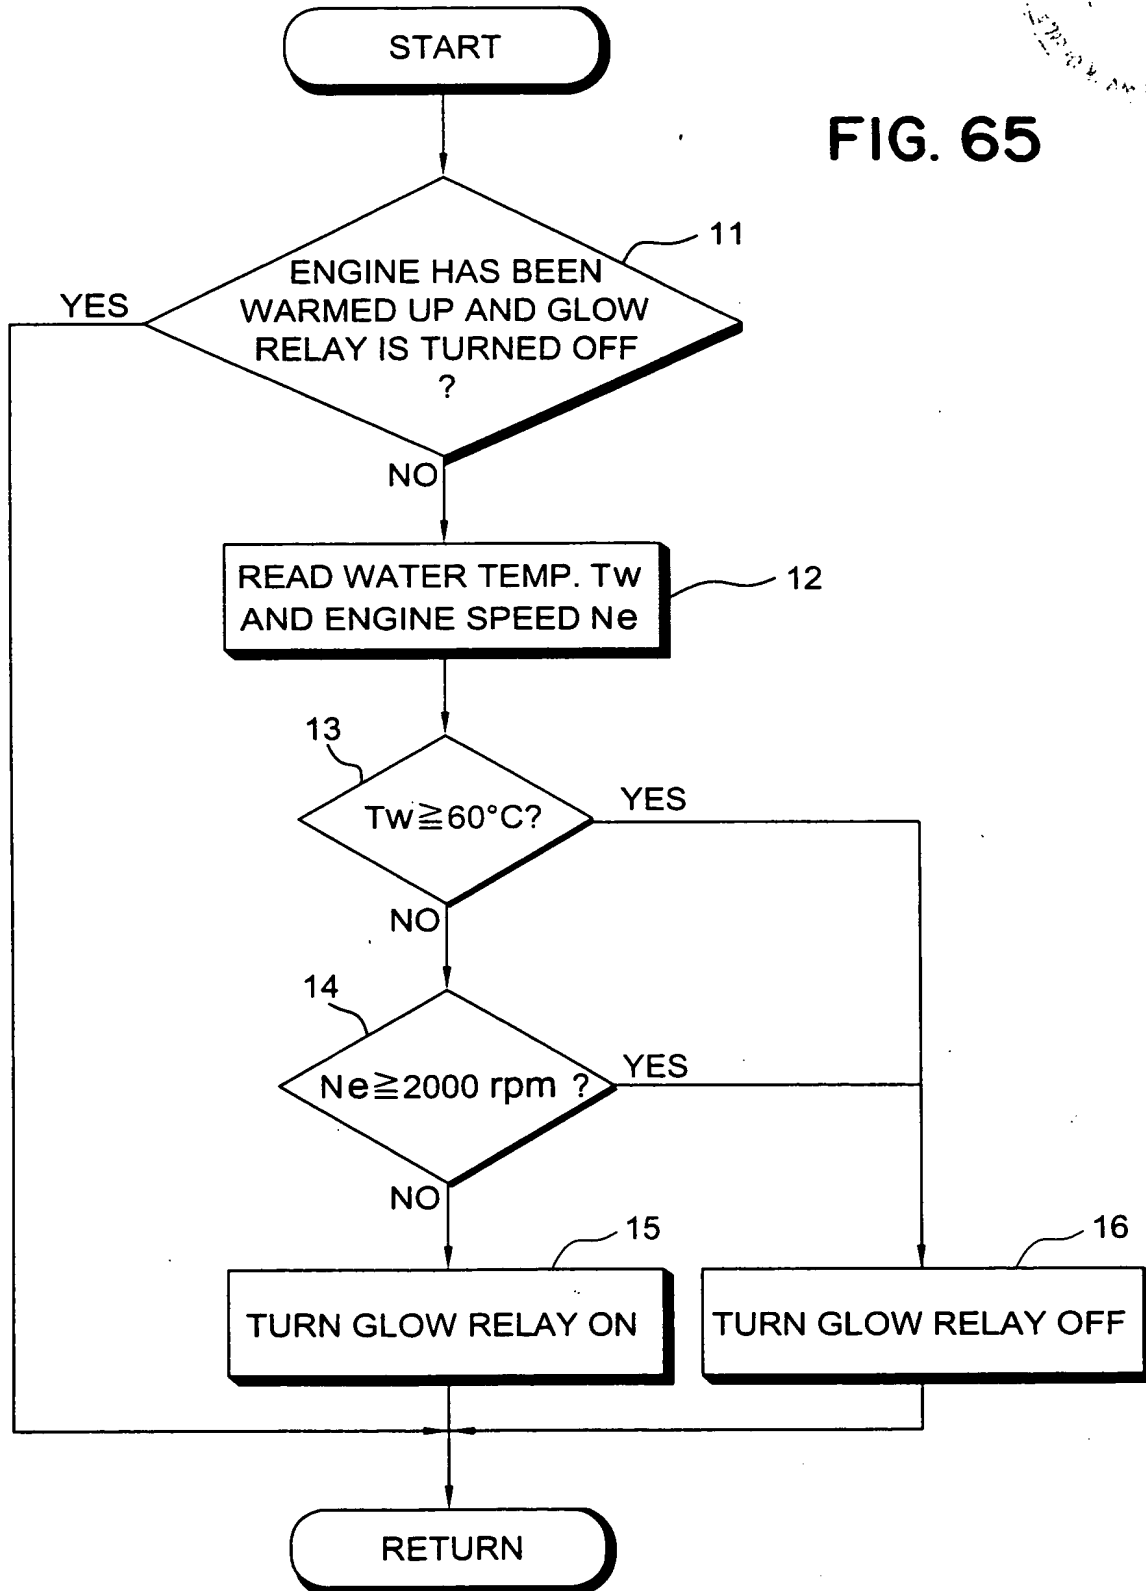 START
FIG. 65
11
ENGINE HAS BEEN
WARMED UP AND GLOW
RELAY IS TURNED OFF
?
YES
NO
READ WATER TEMP. Tw
AND ENGINE SPEED Ne
12
13
Tw≧60°C?
YES
NO
14
Ne≧2000 rpm ?
YES
NO
15
TURN GLOW RELAY ON
16
TURN GLOW RELAY OFF
RETURN